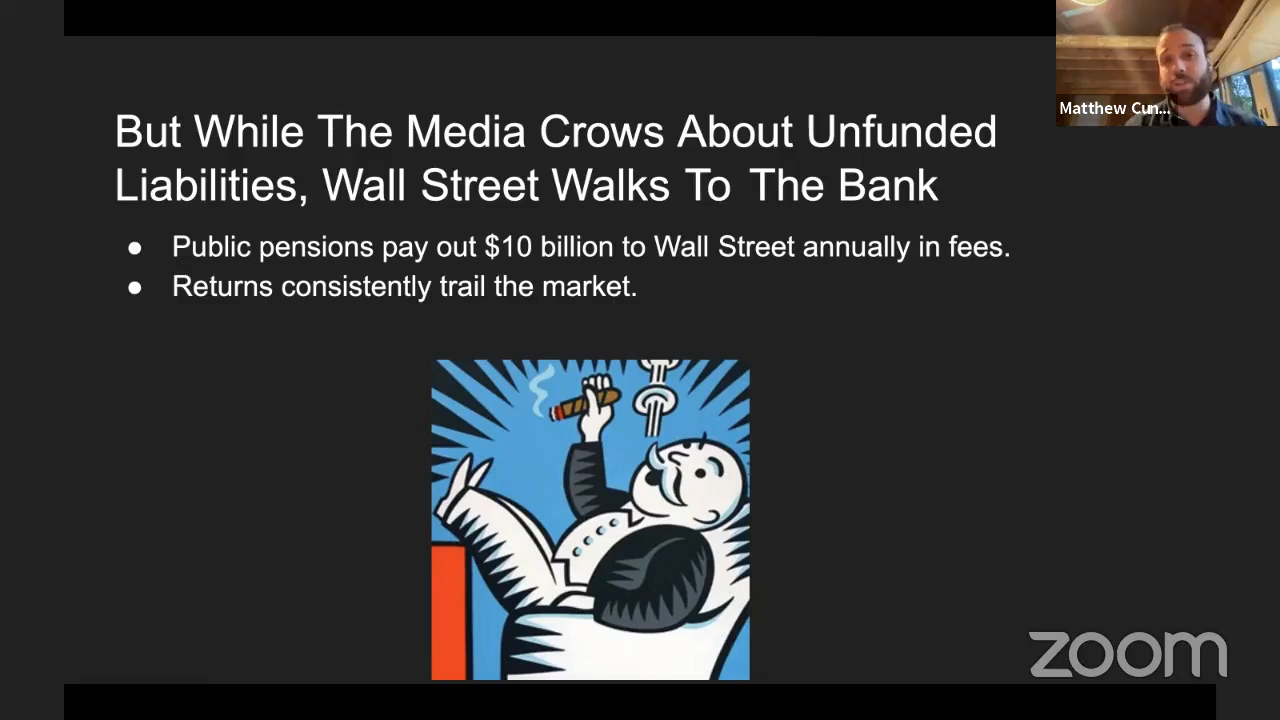 But While The Media Crows About Unfunded
Liabilities, Wall Street Walks To The Bank
● Public pensions pay out $10 billion to Wall Street annually in fees.
● Returns consistently trail the market.
Matthew Cun...
zoom